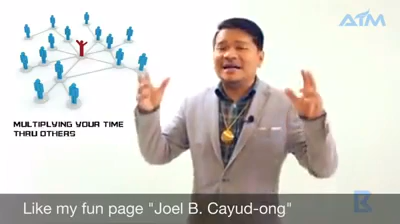 ATM
MULTIPLYING YOUR TIME
THRU OTHERS
Like my fun page "Joel B. Cayud-ong"